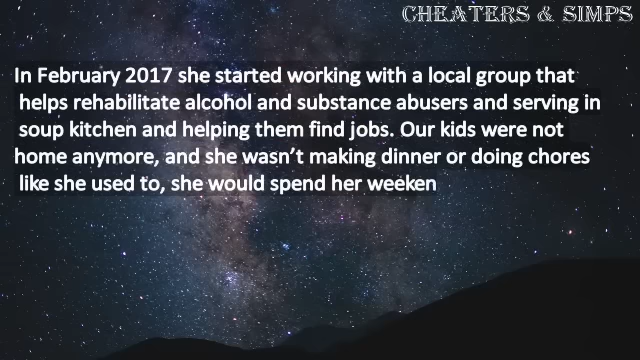 CHEATERS & SIMPS
In February 2017 she started working with a local group that
helps rehabilitate alcohol and substance abusers and serving in
soup kitchen and helping them find jobs. Our kids were not
home anymore, and she wasn’t making dinner or doing chores
like she used to, she would spend her weeken